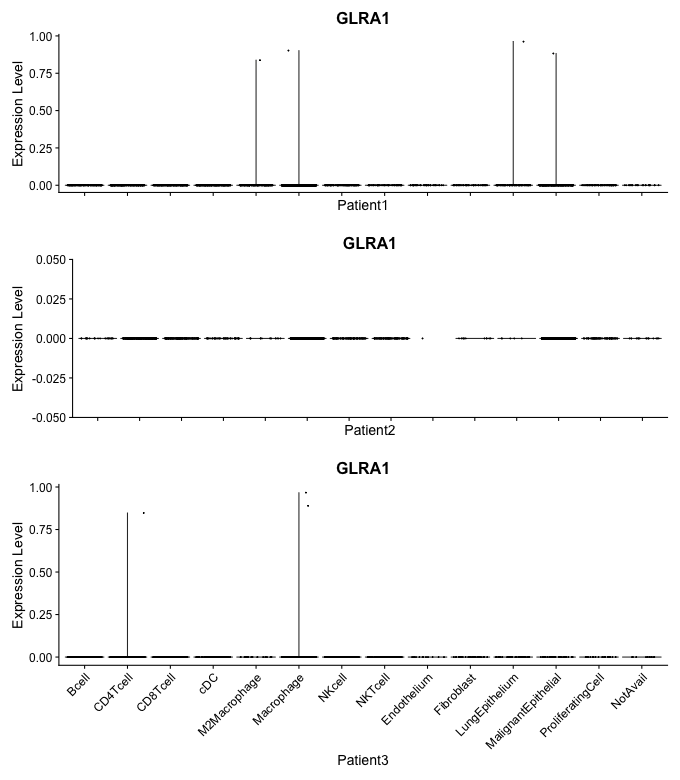 GLRA1
Expression Level
1.00
0.75
0.50
0.25
0.00
Patient1
GLRA1
Expression Level
0.050
0.025
0.000
-0.025
-0.050
Patient2
GLRA1
Expression Level
1.00
0.75
0.50
0.25
0.00
Bcell
CD4Tcell
CD8Tcell
cDC
M2Macrophage
Macrophage
NKcell
NKTcell
Endothelium
Fibroblast
LungEpithelium
MalignantEpithelial
ProliferatingCell
NotAvail
Patient3